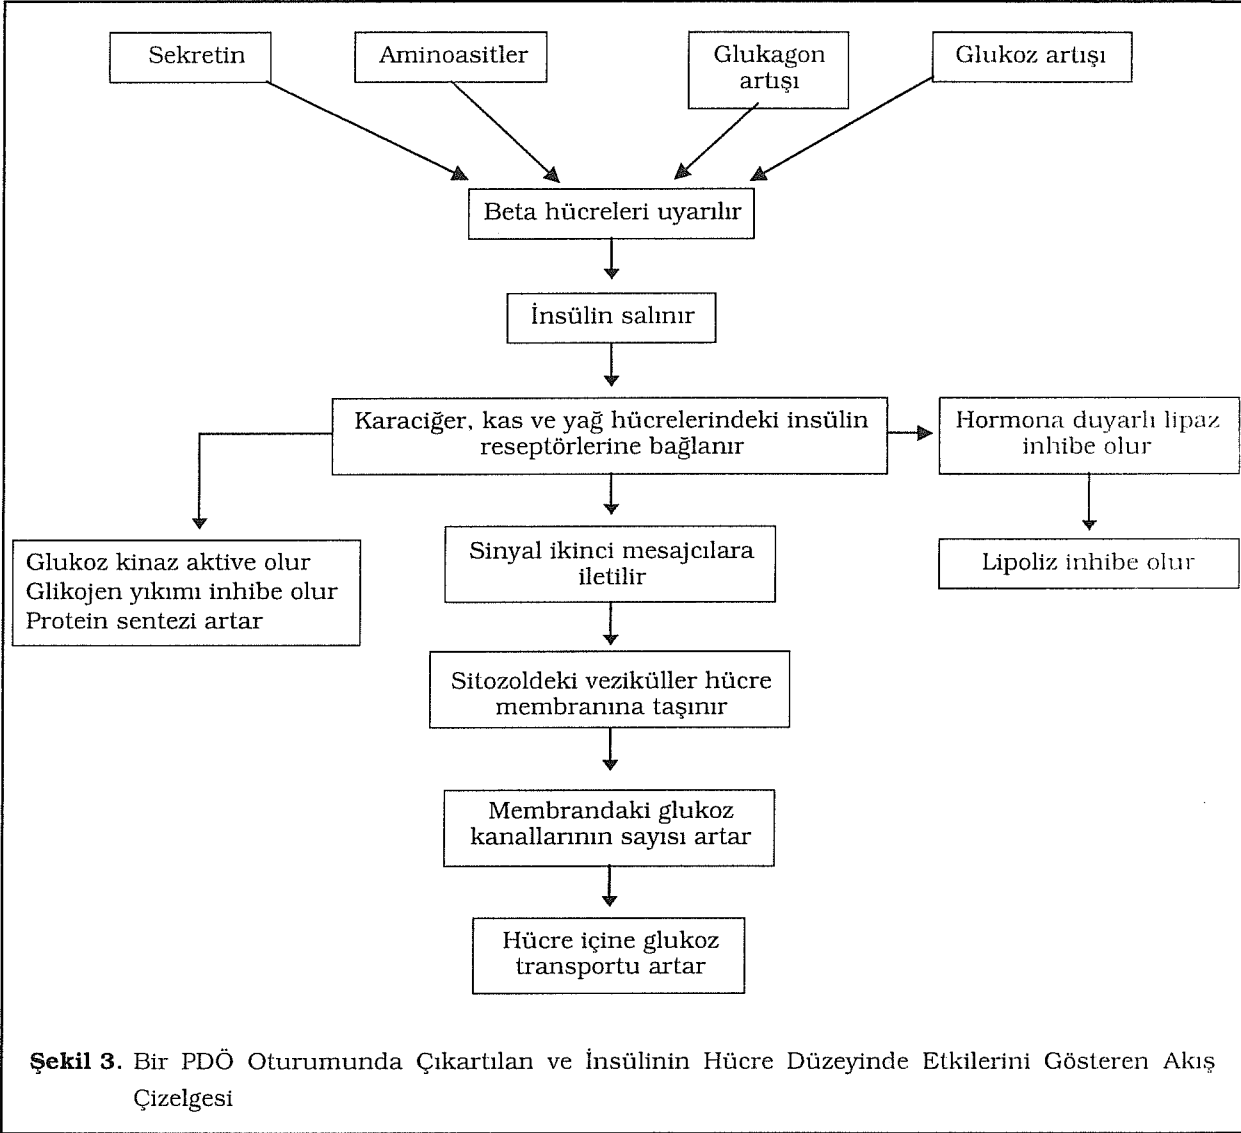 Sekretin
Aminoasitler
Glukagon
artışı
Glukoz artışı
Beta hücreleri uyarılır
İnsülin salınır
Karaciğer, kas ve yağ hücrelerindeki insülin
reseptörlerine bağlanır
Hormona duyarlı lipaz
inhibe olur
Glukoz kinaz aktive olur
Glikojen yıkımı inhibe olur
Protein sentezi artar
Sinyal ikinci mesajcılara
iletilir
Lipoliz inhibe olur
Sitozoldeki veziküller hücre
membranına taşınır
Membrandaki glukoz
kanallarının sayısı artar
Hücre içine glukoz
transportu artar
Şekil 3. Bir PDÖ Oturumunda Çıkartılan ve İnsülinin Hücre Düzeyinde Etkilerini Gösteren Akış
Çizelgesi